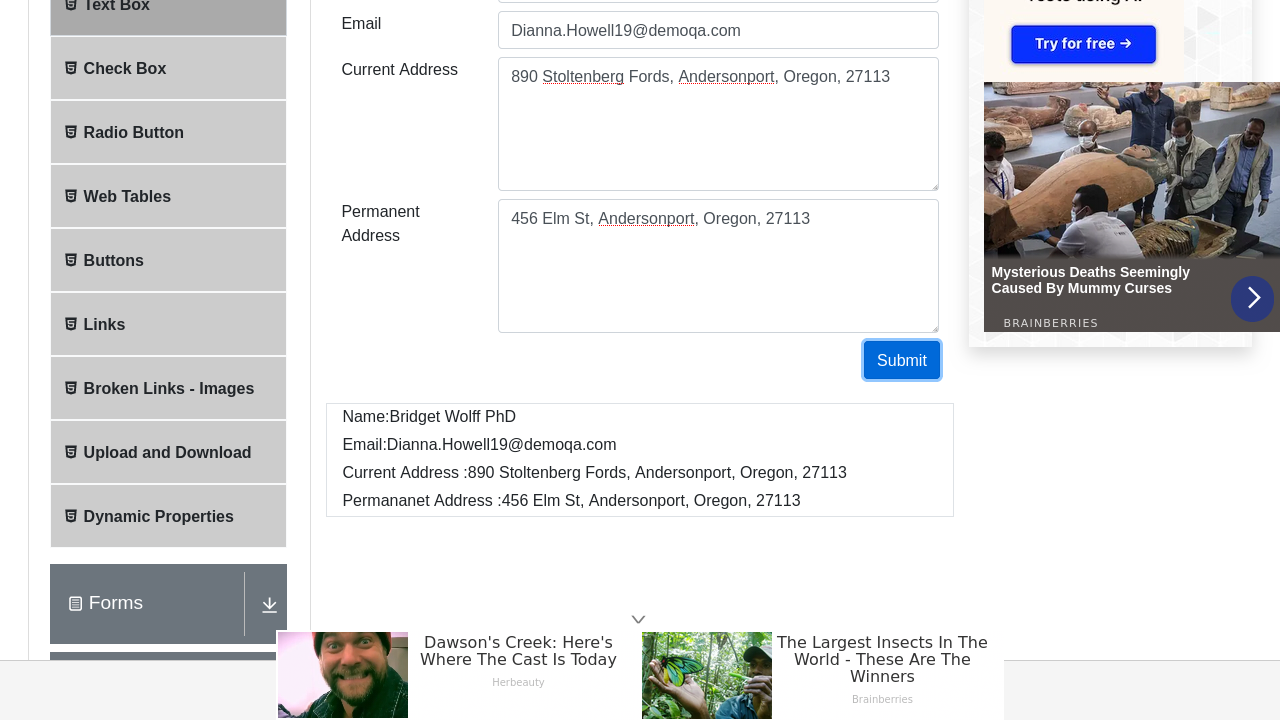 Text Box
Check Box
Radio Button
Web Tables
Buttons
Links
Broken Links - Images
Upload and Download
Dynamic Properties
Forms
Email
Dianna.Howell19@demoqa.com
Current Address
890 Stoltenberg Fords, Andersonport, Oregon, 27113
Permanent
Address
456 Elm St, Andersonport, Oregon, 27113
Submit
Name:Bridget Wolff PhD
Email:Dianna.Howell19@demoqa.com
Current Address :890 Stoltenberg Fords, Andersonport, Oregon, 27113
Permananet Address :456 Elm St, Andersonport, Oregon, 27113
Try for free →
Mysterious Deaths Seemingly
Caused By Mummy Curses
BRAINBERRIES
Dawson's Creek: Here's
Where The Cast Is Today
Herbeauty
The Largest Insects In The
World - These Are The
Winners
Brainberries